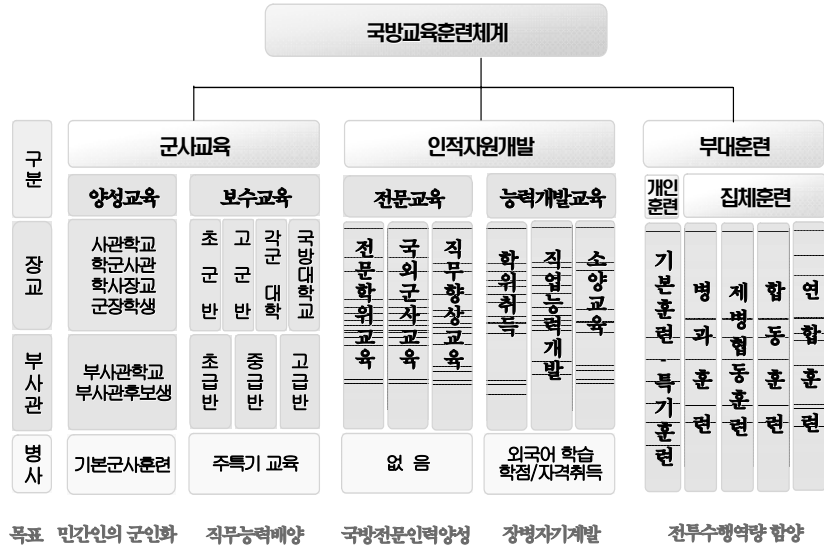 국방교육훈련체계
구분
군사교육
인적자원개발
부대훈련
양성교육
보수교육
전문교육
능력개발교육
개인
훈련
집체훈련
장교
사관학교
학군사관
학사장교
군장학생
초군반
고군반
각군 대학
국방대학교
전문학위교육
국외군사교육
직무향상교육
학위취득
직업능력개발
소양교육
기본훈련·특기훈련
병과훈련
제병협동훈련
합동훈련
연합훈련
부사관
부사관학교
부사관후보생
초급반
중급반
고급반
병사
기본군사훈련
주특기 교육
없 음
외국어 학습
학점/자격취득
목표
민간인의 군인화
직무능력배양
국방전문인력양성
장병자기계발
전투수행역량 함양